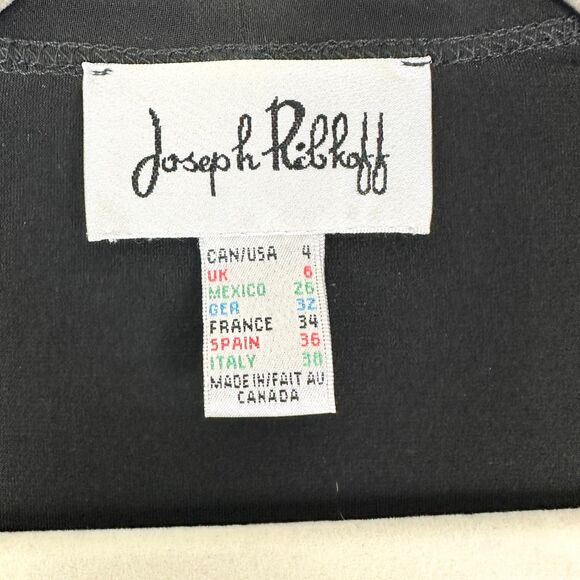 Joseph Ribkoff
CAN/USA 4
UK 6
MEXICO 26
GER 32
FRANCE 34
SPAIN 36
ITALY 38
MADE IN/FAIT AU
CANADA